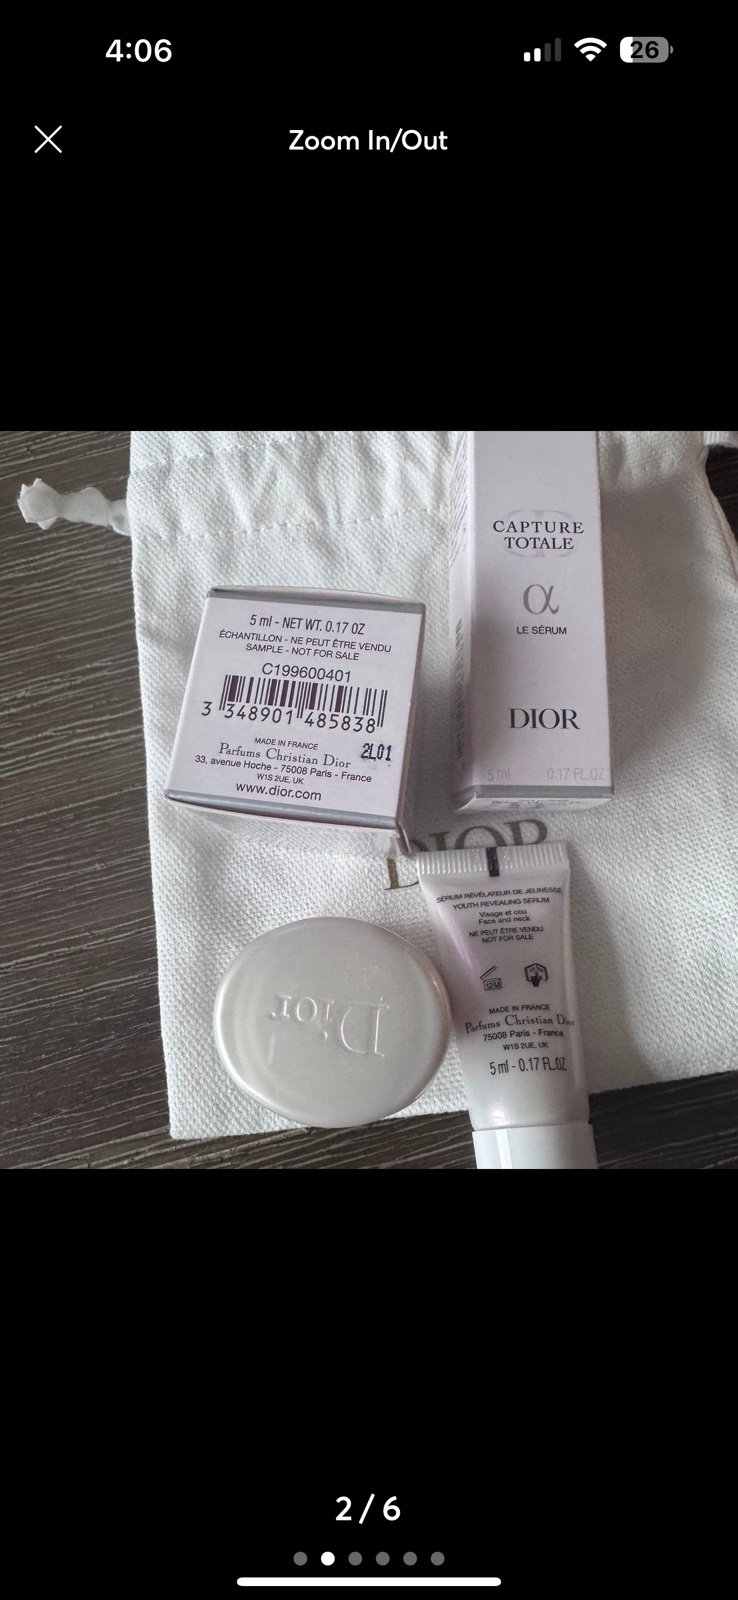 4:06
26
Zoom In/Out
CAPTURE
TOTALE
α
LE SÉRUM
DIOR
5 ml 0.17 FL.OZ
5 ml - NET WT. 0.17 OZ
ÉCHANTILLON - NE PEUT ÊTRE VENDU
SAMPLE - NOT FOR SALE
C199600401
3 348901 485838
MADE IN FRANCE
2L01
Parfums Christian Dior
33, avenue Hoche - 75008 Paris - France
W1S 2UE, UK
www.dior.com
DIOR
SÉRUM RÉVÉLATEUR DE JEUNESSE
YOUTH REVEALING SERUM
Visage et cou
Face and neck
NE PEUT ÊTRE VENDU
NOT FOR SALE
12M
MADE IN FRANCE
Parfums Christian Dior
75008 Paris - France
W1S 2UE, UK
5 ml - 0.17 FL.OZ
Dior
2 / 6